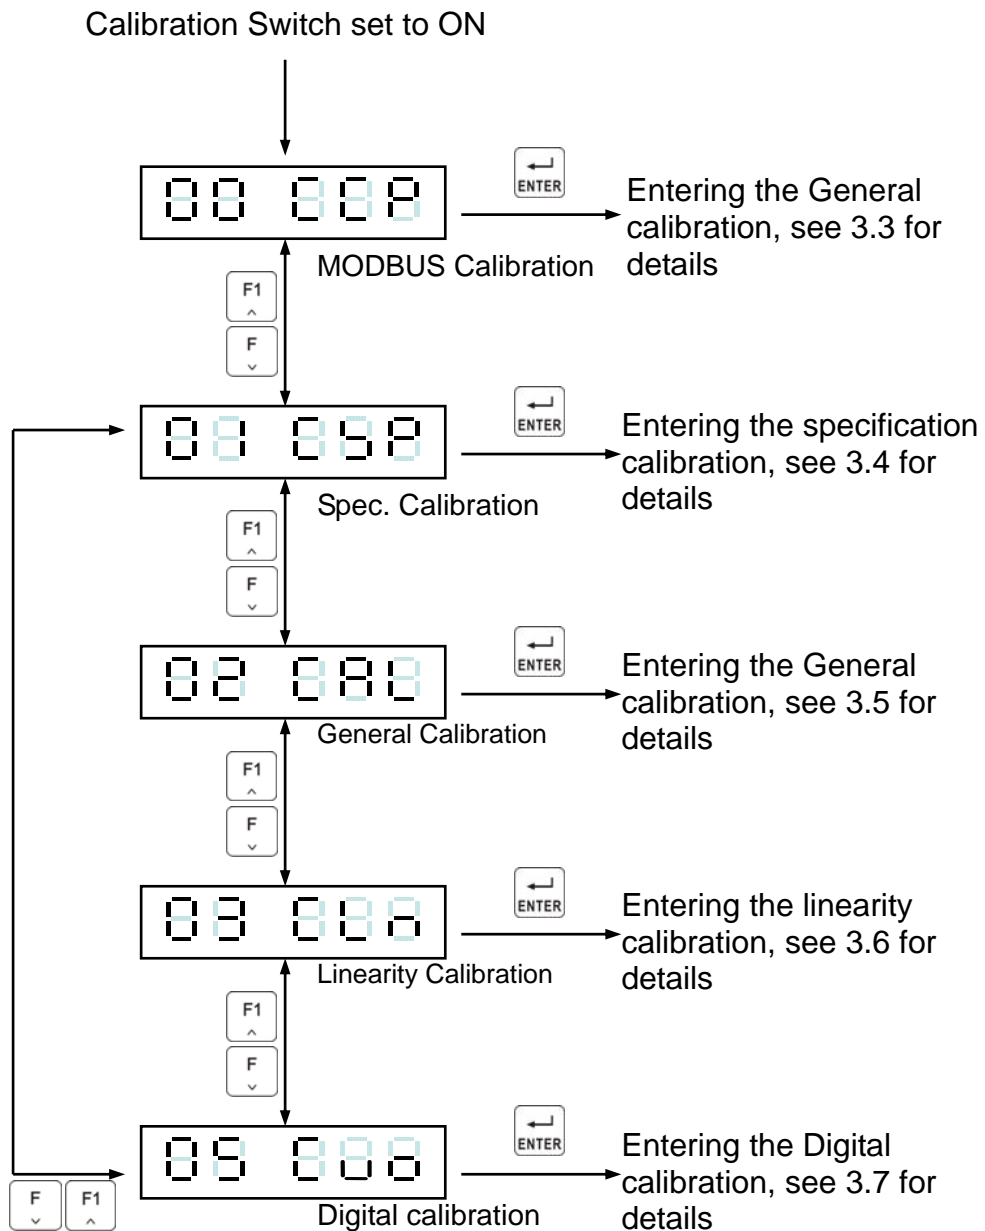 Calibration Switch set to ON
ENTER
00 CCP
Entering the General
calibration, see 3.3 for
details
MODBUS Calibration
F1
F
ENTER
01 CSP
Entering the specification
calibration, see 3.4 for
details
Spec. Calibration
F1
F
ENTER
02 CAL
Entering the General
calibration, see 3.5 for
details
General Calibration
F1
F
ENTER
03 CLn
Entering the linearity
calibration, see 3.6 for
details
Linearity Calibration
F1
F
ENTER
05 Cun
Entering the Digital
calibration, see 3.7 for
details
Digital calibration
F F1